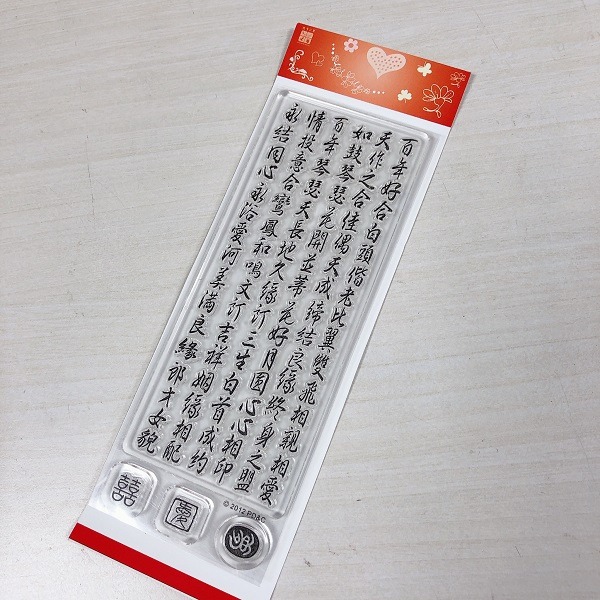 百年好合白頭偕老比翼雙飛相親相愛
天作之合佳偶天成締結良緣終身之盟
如鼓琴瑟花開並蒂花好月圓心心相印
百年琴瑟天長地久緣訂三生白首成約
情投意合鸞鳳和鳴文訂吉祥姻緣相配
永結同心永浴愛河美滿良緣郎才女貌
囍
愛
© 2012 PD&C